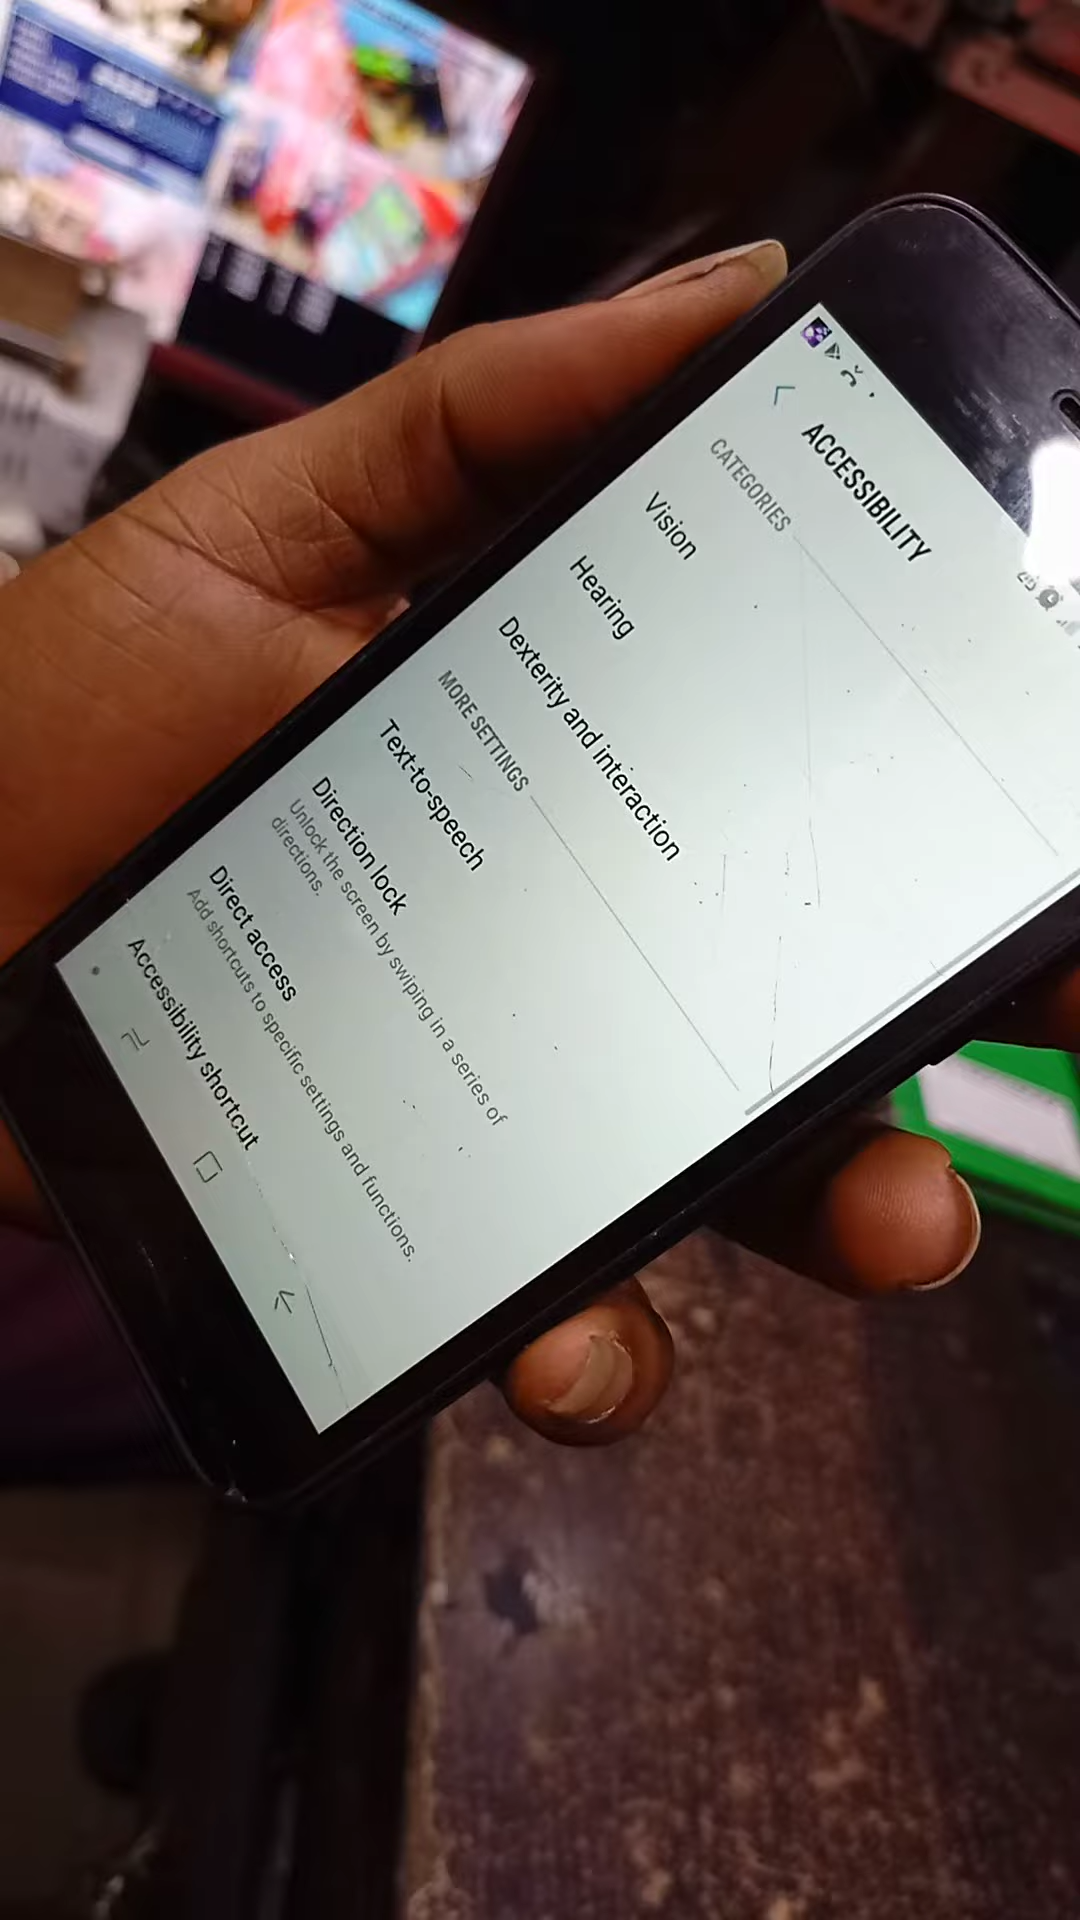 ACCESSIBILITY
CATEGORIES
Vision
Hearing
Dexterity and interaction
MORE SETTINGS
Text-to-speech
Direction lock
Unlock the screen by swiping in a series of
directions.
Direct access
Add shortcuts to specific settings and functions.
Accessibility shortcut